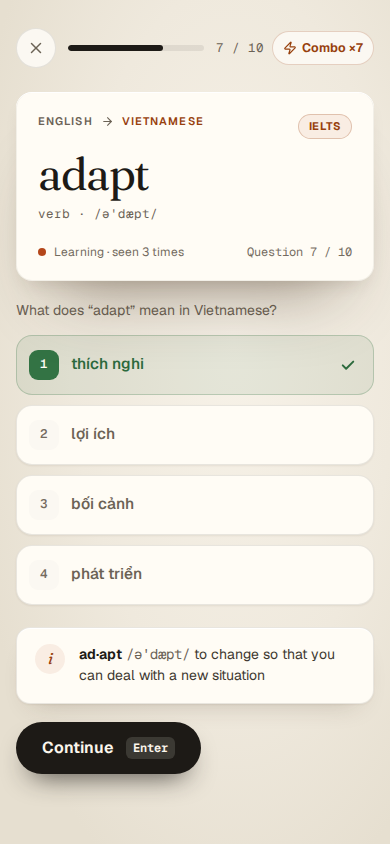 7 / 10
Combo ×7
ENGLISH → VIETNAMESE
IELTS
adapt
verb · /ə'dæpt/
Learning · seen 3 times
Question 7 / 10
What does “adapt” mean in Vietnamese?
1 thích nghi
2 lợi ích
3 bối cảnh
4 phát triển
i
ad·apt /ə'dæpt/ to change so that you
can deal with a new situation
Continue Enter